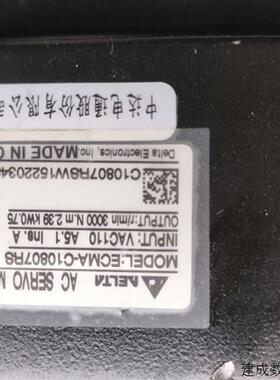 DELTA AC SERVO M
MODEL:ECMA-C10807RS
INPUT: VAC110 A5.1 Ins. A
OUTPUT: r/min 3000 N.m 2.39 kW0.75
C10807RSW1522034
Delta Electronics, Inc. MADE IN C
中达电通股份有限公司
建成数